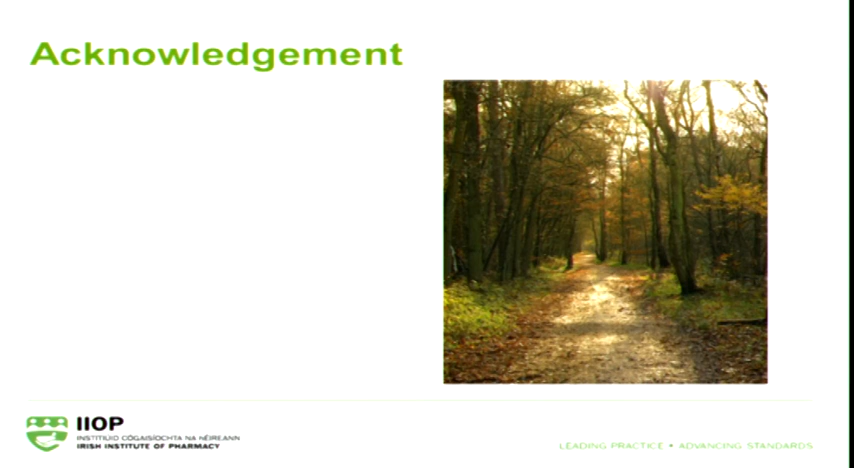 Acknowledgement
IIOP
INSTITIÚID CÓGAISÍOCHTA NA HÉIREANN
IRISH INSTITUTE OF PHARMACY
LEADING PRACTICE • ADVANCING STANDARDS